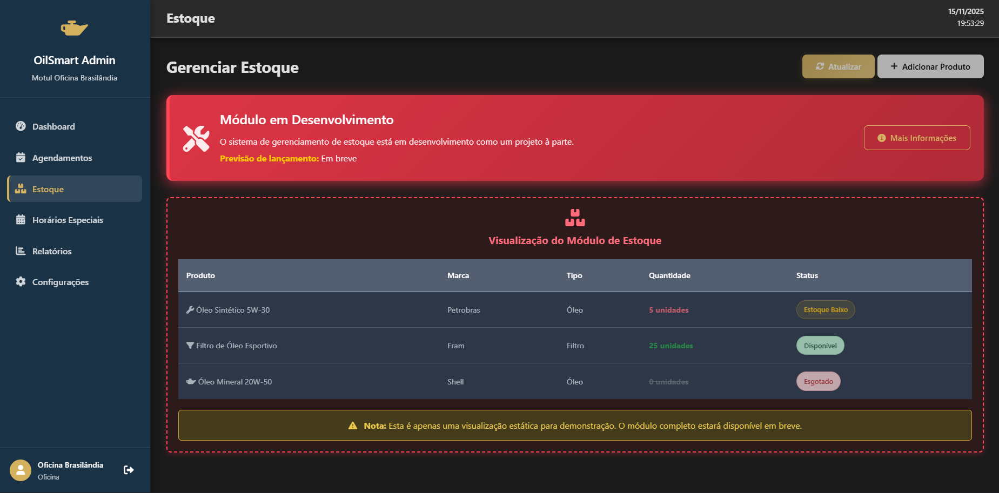 OilSmart Admin
Motul Oficina Brasilândia
Dashboard
Agendamentos
Estoque
Horários Especiais
Relatórios
Configurações
Oficina Brasilândia
Oficina
Estoque
15/11/2025
19:53:29
Gerenciar Estoque
Atualizar
Adicionar Produto
Módulo em Desenvolvimento
O sistema de gerenciamento de estoque está em desenvolvimento como um projeto à parte.
Previsão de lançamento: Em breve
Mais Informações
Visualização do Módulo de Estoque
Produto Marca Tipo Quantidade Status
Óleo Sintético 5W-30 Petrobras Óleo 5 unidades Estoque Baixo
Filtro de Óleo Esportivo Fram Filtro 25 unidades Disponível
Óleo Mineral 20W-50 Shell Óleo 0 unidades Esgotado
Nota: Esta é apenas uma visualização estática para demonstração. O módulo completo estará disponível em breve.